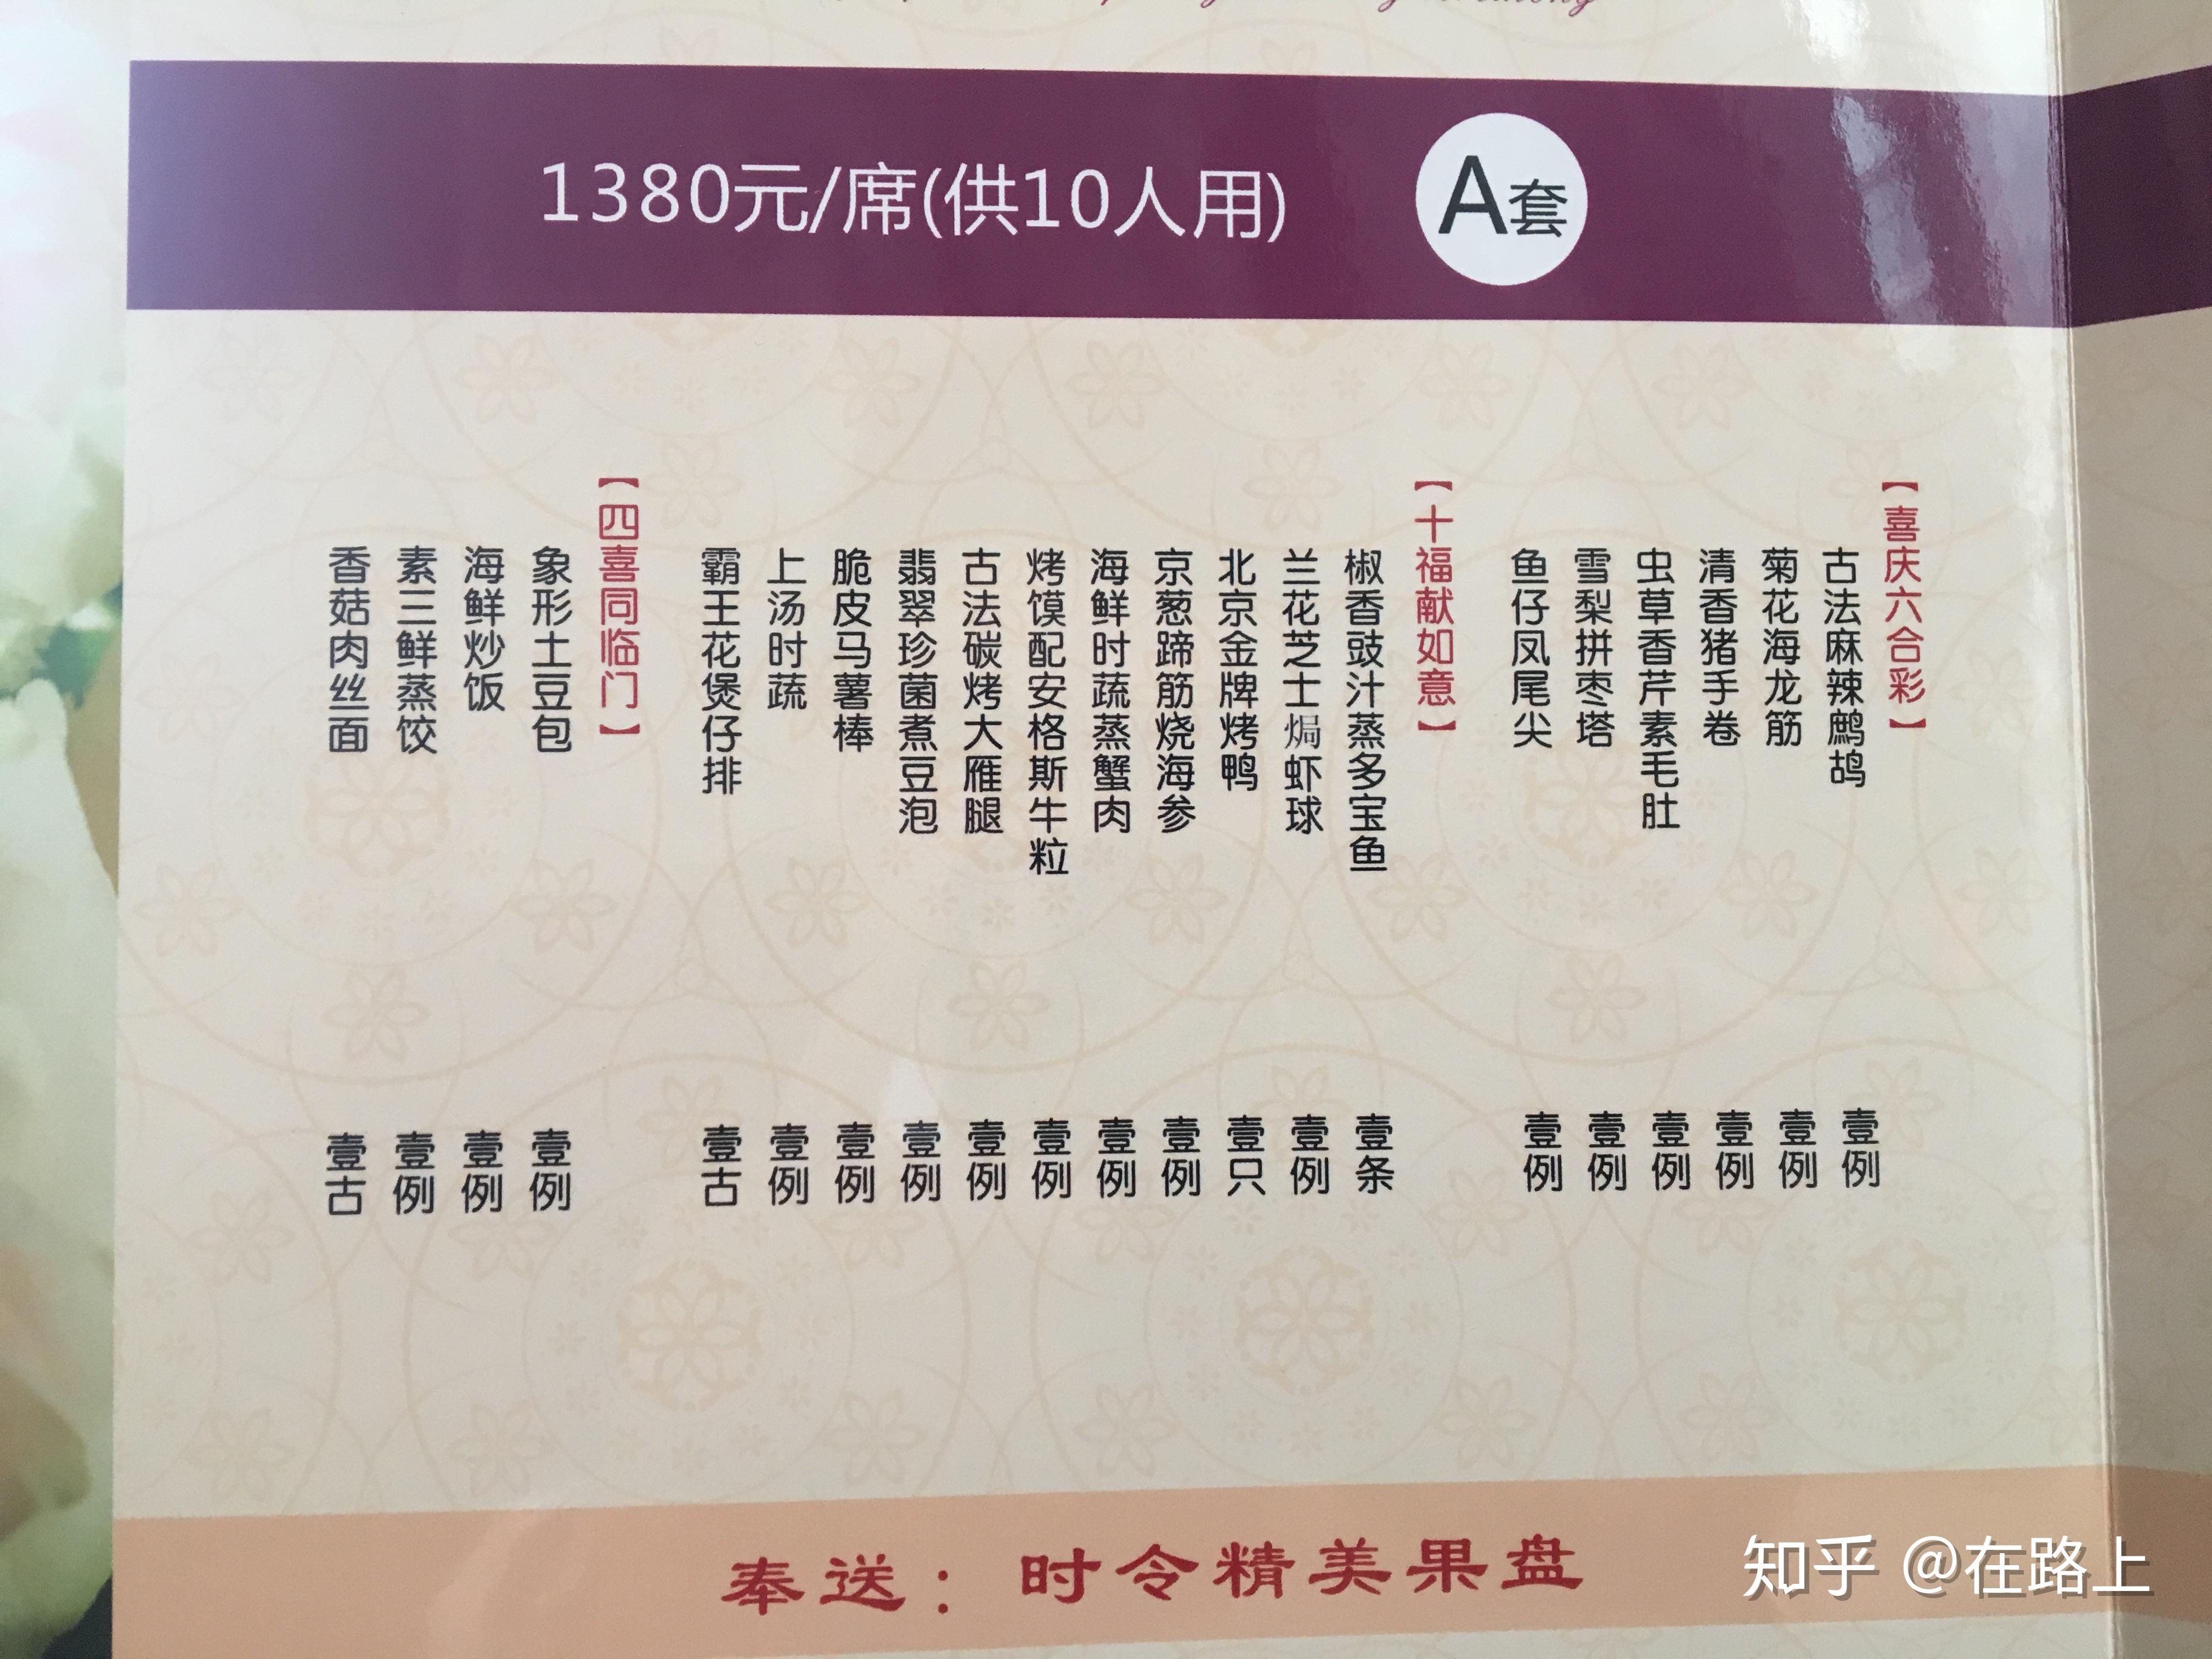 1380元/席(供10人用)
A套
【喜庆六合彩】
古法麻辣鹧鸪 壹例
菊花海龙筋 壹例
清香猪手卷 壹例
虫草香芹素毛肚 壹例
雪梨拼枣塔 壹例
鱼仔凤尾尖 壹例
【十福献如意】
椒香豉汁蒸多宝鱼 壹条
兰花芝士焗虾球 壹例
北京金牌烤鸭 壹只
京葱蹄筋烧海参 壹例
海鲜时蔬蒸蟹肉 壹例
烤馍配安格斯牛粒 壹例
古法碳烤大雁腿 壹例
翡翠珍菌煮豆泡 壹例
脆皮马薯棒 壹例
上汤时蔬 壹例
霸王花煲仔排 壹古
【四喜同临门】
象形土豆包 壹例
海鲜炒饭 壹例
素三鲜蒸饺 壹例
香菇肉丝面 壹古
奉送：时令精美果盘
知乎 @在路上